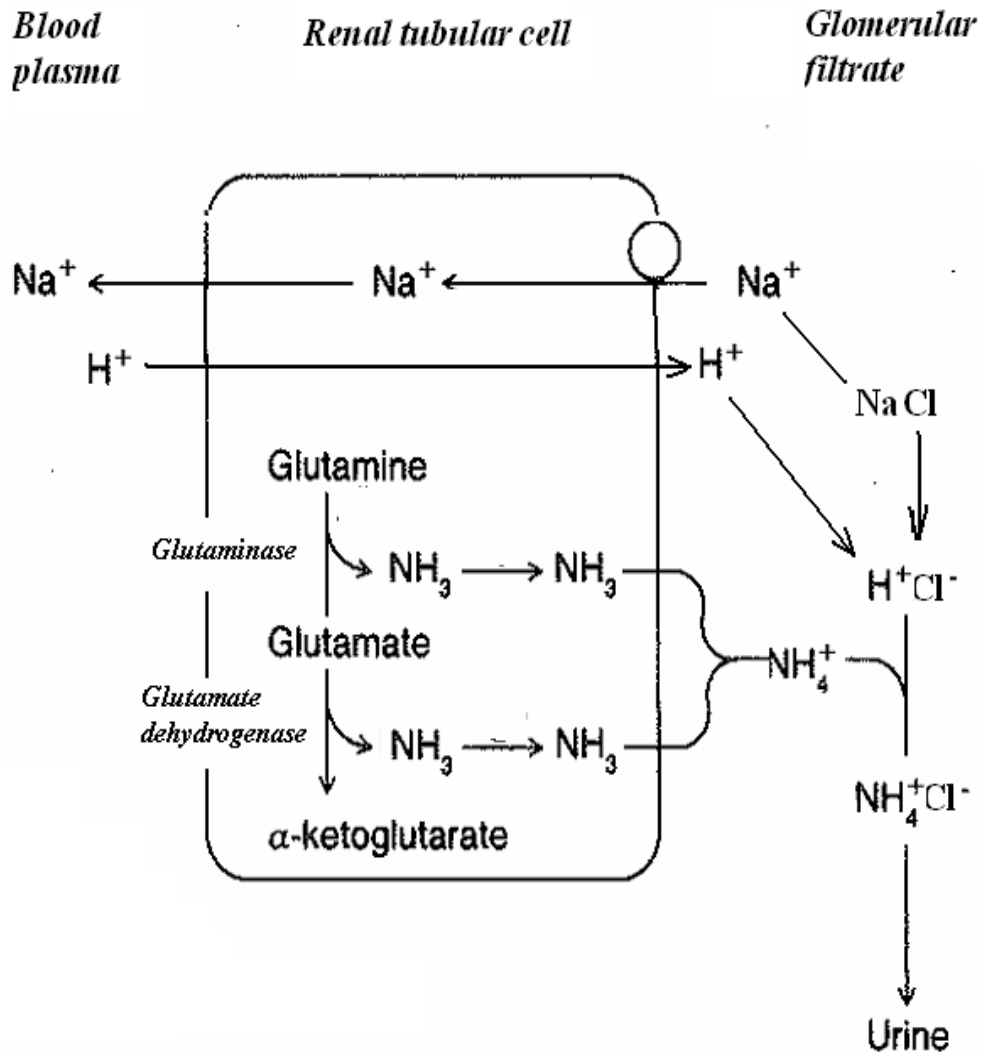 Blood
plasma
Renal tubular cell
Glomerular
filtrate
Na⁺
Na⁺
Na⁺
H⁺
H⁺
Na Cl
Glutamine
Glutaminase
NH₃
NH₃
H⁺Cl⁻
Glutamate
NH₄⁺
Glutamate
dehydrogenase
NH₃
NH₃
NH₄⁺Cl⁻
α-ketoglutarate
Urine